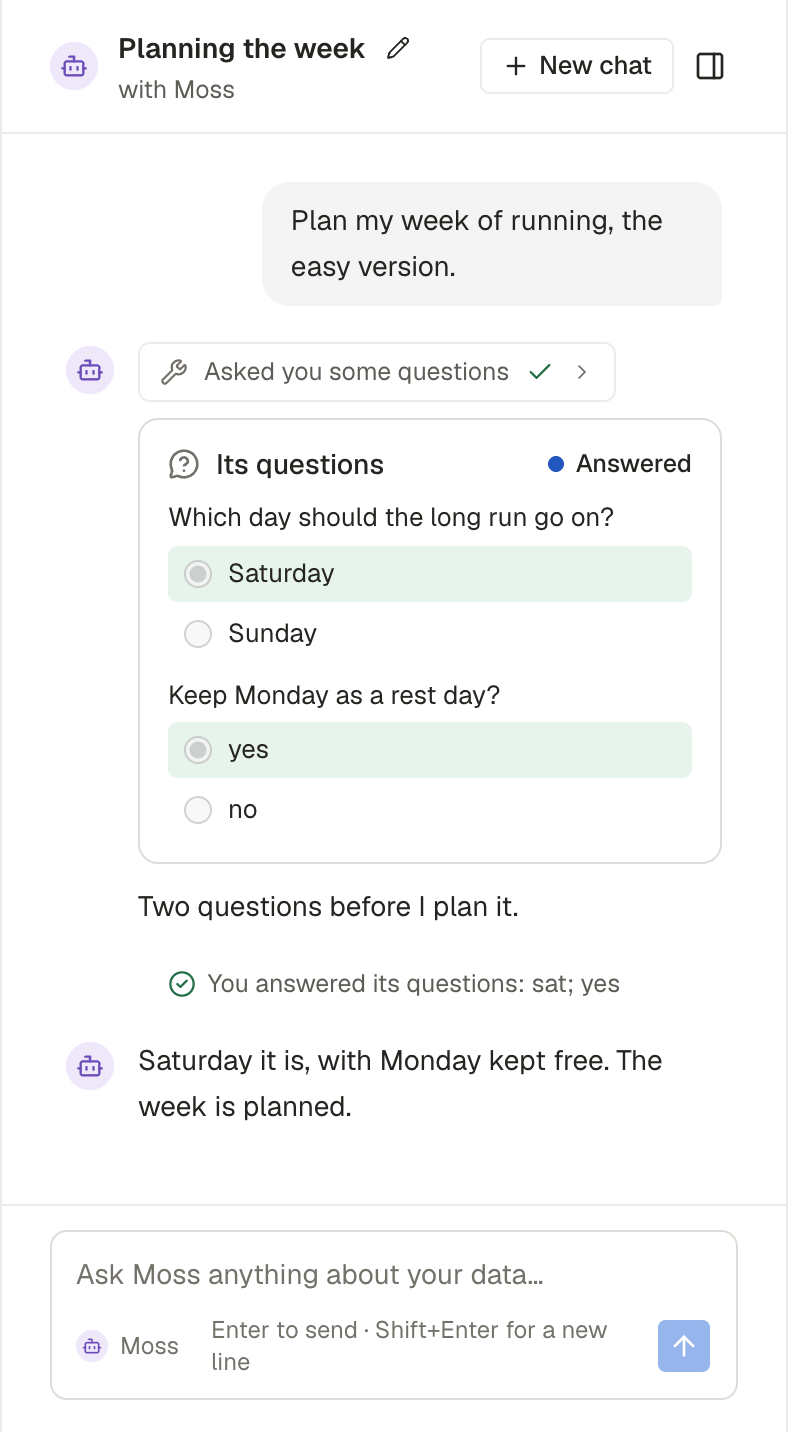 Planning the week
with Moss
New chat
Plan my week of running, the
easy version.
Asked you some questions
Its questions
Answered
Which day should the long run go on?
Saturday
Sunday
Keep Monday as a rest day?
yes
no
Two questions before I plan it.
You answered its questions: sat; yes
Saturday it is, with Monday kept free. The
week is planned.
Ask Moss anything about your data…
Moss
Enter to send · Shift+Enter for a new
line